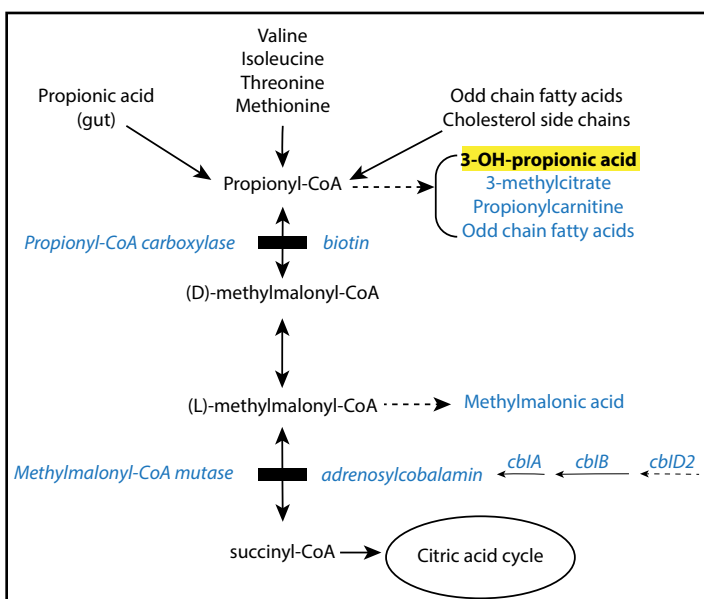 Valine
Isoleucine
Threonine
Methionine
Propionic acid
(gut)
Odd chain fatty acids
Cholesterol side chains
Propionyl-CoA
3-OH-propionic acid
3-methylcitrate
Propionylcarnitine
Odd chain fatty acids
Propionyl-CoA carboxylase
biotin
(D)-methylmalonyl-CoA
(L)-methylmalonyl-CoA
Methylmalonic acid
Methylmalonyl-CoA mutase
adrenosylcobalamin
cblA
cblB
cblD2
succinyl-CoA
Citric acid cycle